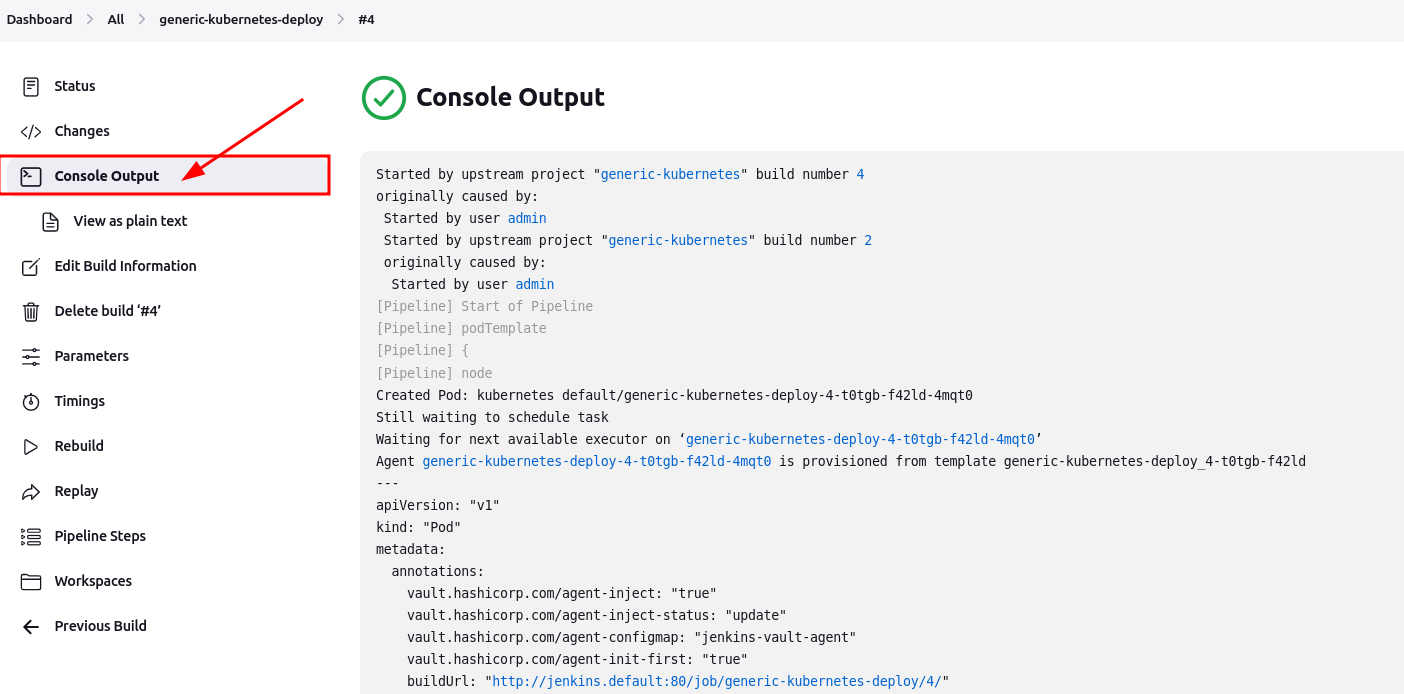 Dashboard > All > generic-kubernetes-deploy > #4
Status
Changes
Console Output
View as plain text
Edit Build Information
Delete build ‘#4’
Parameters
Timings
Rebuild
Replay
Pipeline Steps
Workspaces
Previous Build
Console Output
Started by upstream project "generic-kubernetes" build number 4
originally caused by:
 Started by user admin
 Started by upstream project "generic-kubernetes" build number 2
 originally caused by:
  Started by user admin
[Pipeline] Start of Pipeline
[Pipeline] podTemplate
[Pipeline] {
[Pipeline] node
Created Pod: kubernetes default/generic-kubernetes-deploy-4-t0tgb-f42ld-4mqt0
Still waiting to schedule task
Waiting for next available executor on ‘generic-kubernetes-deploy-4-t0tgb-f42ld-4mqt0’
Agent generic-kubernetes-deploy-4-t0tgb-f42ld-4mqt0 is provisioned from template generic-kubernetes-deploy_4-t0tgb-f42ld
---
apiVersion: "v1"
kind: "Pod"
metadata:
  annotations:
    vault.hashicorp.com/agent-inject: "true"
    vault.hashicorp.com/agent-inject-status: "update"
    vault.hashicorp.com/agent-configmap: "jenkins-vault-agent"
    vault.hashicorp.com/agent-init-first: "true"
    buildUrl: "http://jenkins.default:80/job/generic-kubernetes-deploy/4/"